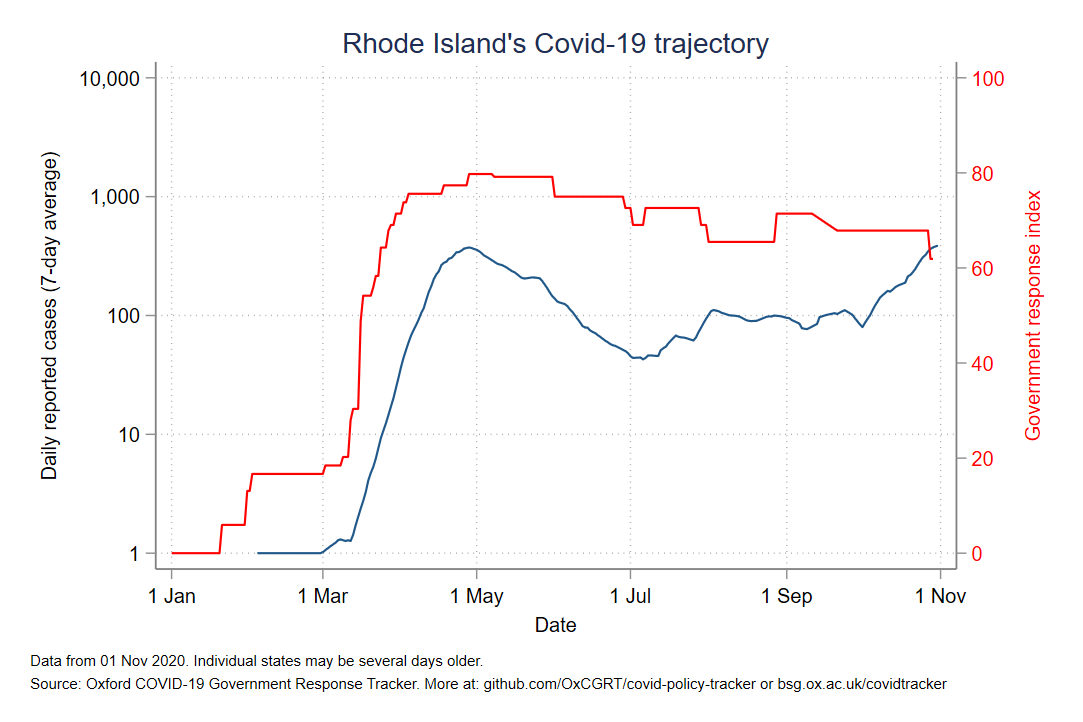 Rhode Island's Covid-19 trajectory
10,000
1,000
100
10
1
Daily reported cases (7-day average)
100
80
60
40
20
0
Government response index
1 Jan
1 Mar
1 May
1 Jul
1 Sep
1 Nov
Date
Data from 01 Nov 2020. Individual states may be several days older.
Source: Oxford COVID-19 Government Response Tracker. More at: github.com/OxCGRT/covid-policy-tracker or bsg.ox.ac.uk/covidtracker